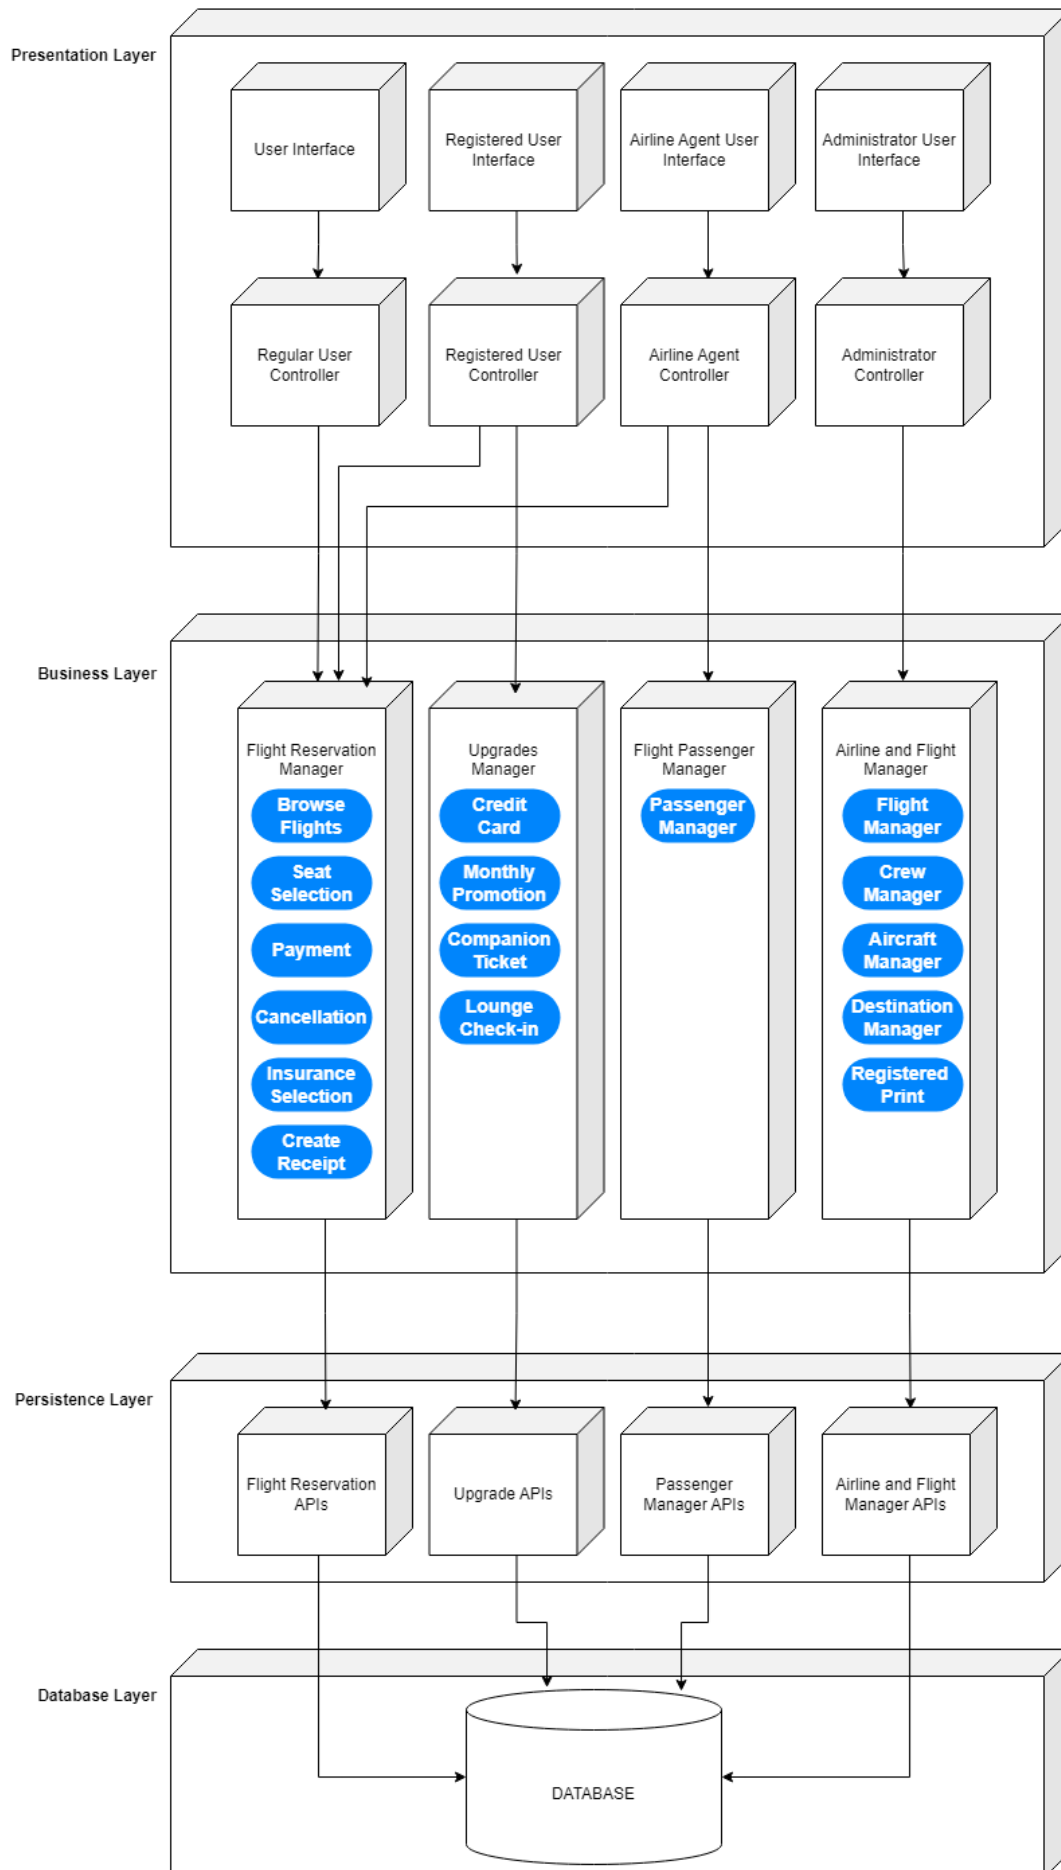 Presentation Layer
User Interface
Registered User
Interface
Airline Agent User
Interface
Administrator User
Interface
Regular User
Controller
Registered User
Controller
Airline Agent
Controller
Administrator
Controller
Business Layer
Flight Reservation
Manager
Browse
Flights
Seat
Selection
Payment
Cancellation
Insurance
Selection
Create
Receipt
Upgrades
Manager
Credit
Card
Monthly
Promotion
Companion
Ticket
Lounge
Check-in
Flight Passenger
Manager
Passenger
Manager
Airline and Flight
Manager
Flight
Manager
Crew
Manager
Aircraft
Manager
Destination
Manager
Registered
Print
Persistence Layer
Flight Reservation
APIs
Upgrade APIs
Passenger
Manager APIs
Airline and Flight
Manager APIs
Database Layer
DATABASE